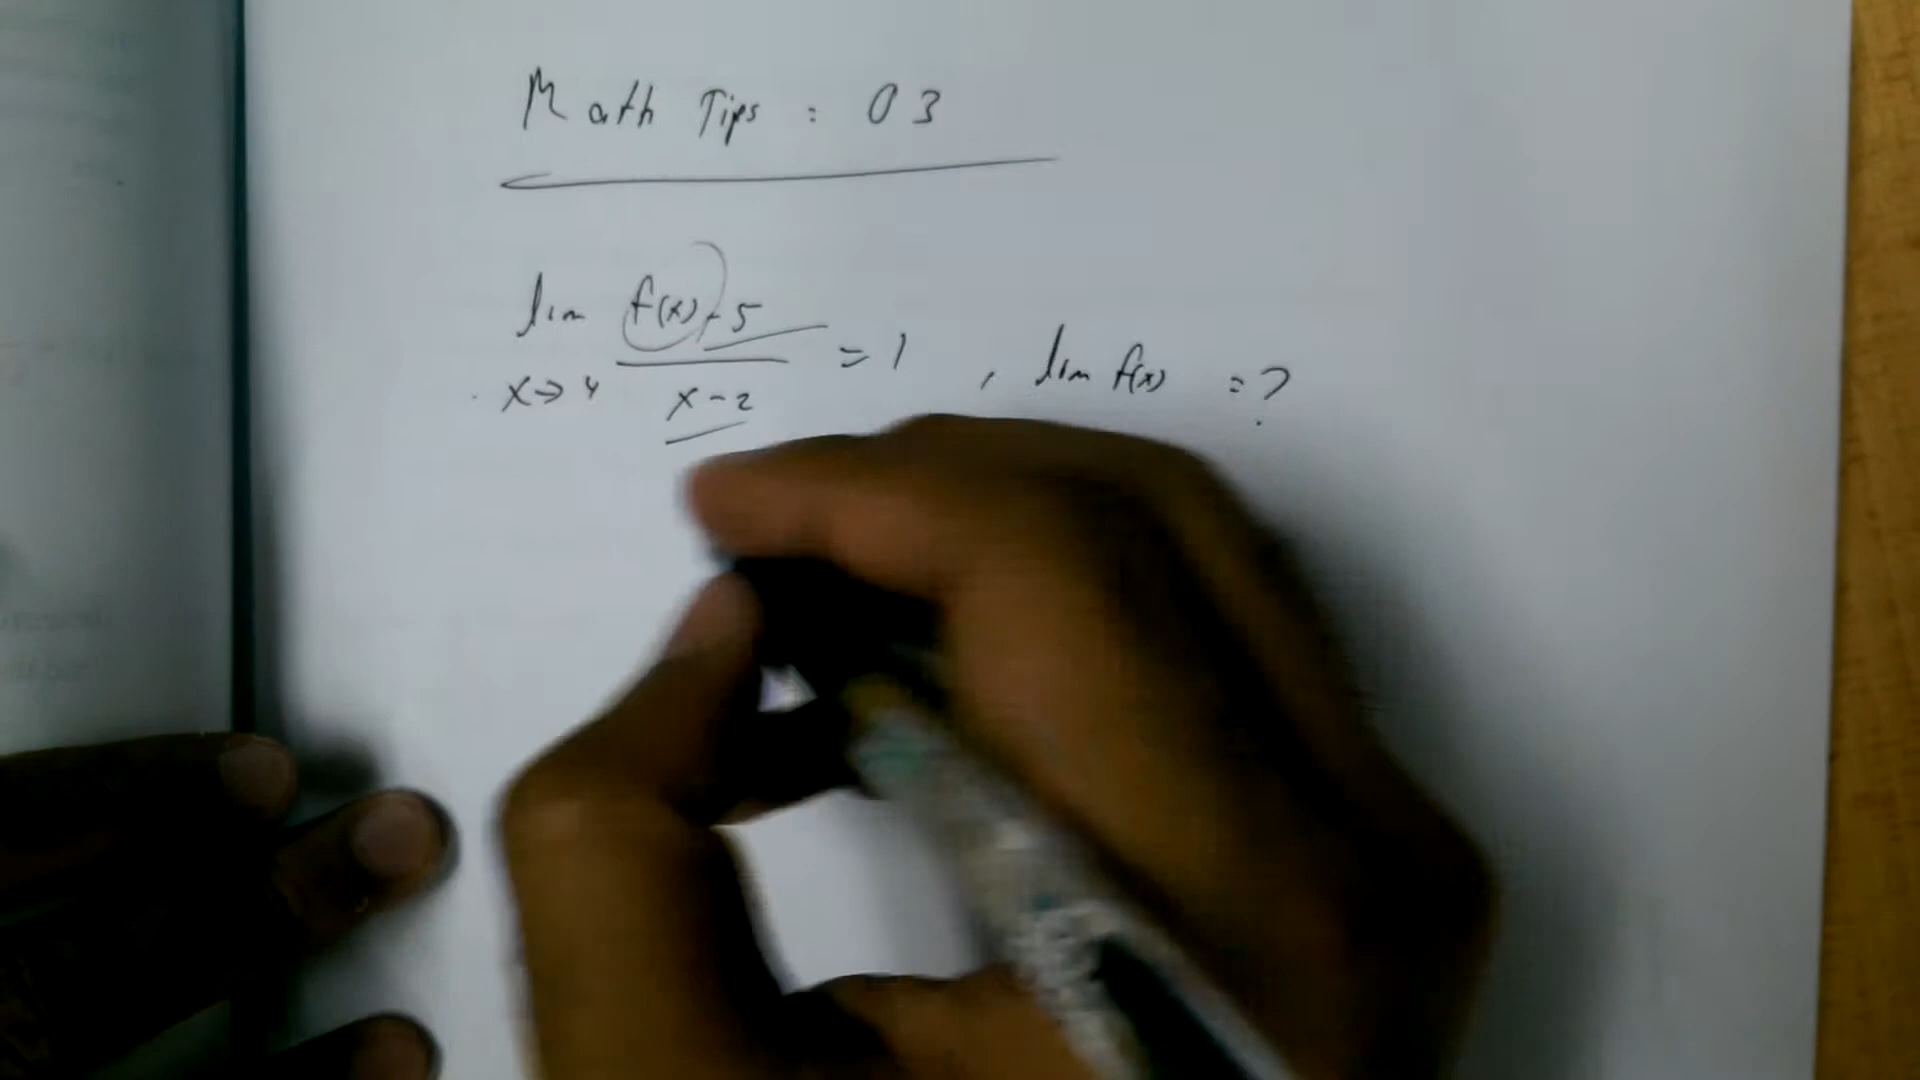 Math Tips : 03
lim f(x)-5
x→4 x-2 = 1 , lim f(x) = ?